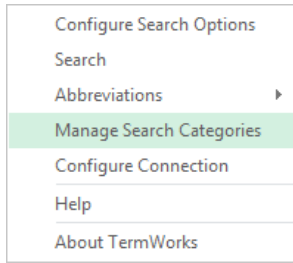 Configure Search Options
Search
Abbreviations
Manage Search Categories
Configure Connection
Help
About TermWorks